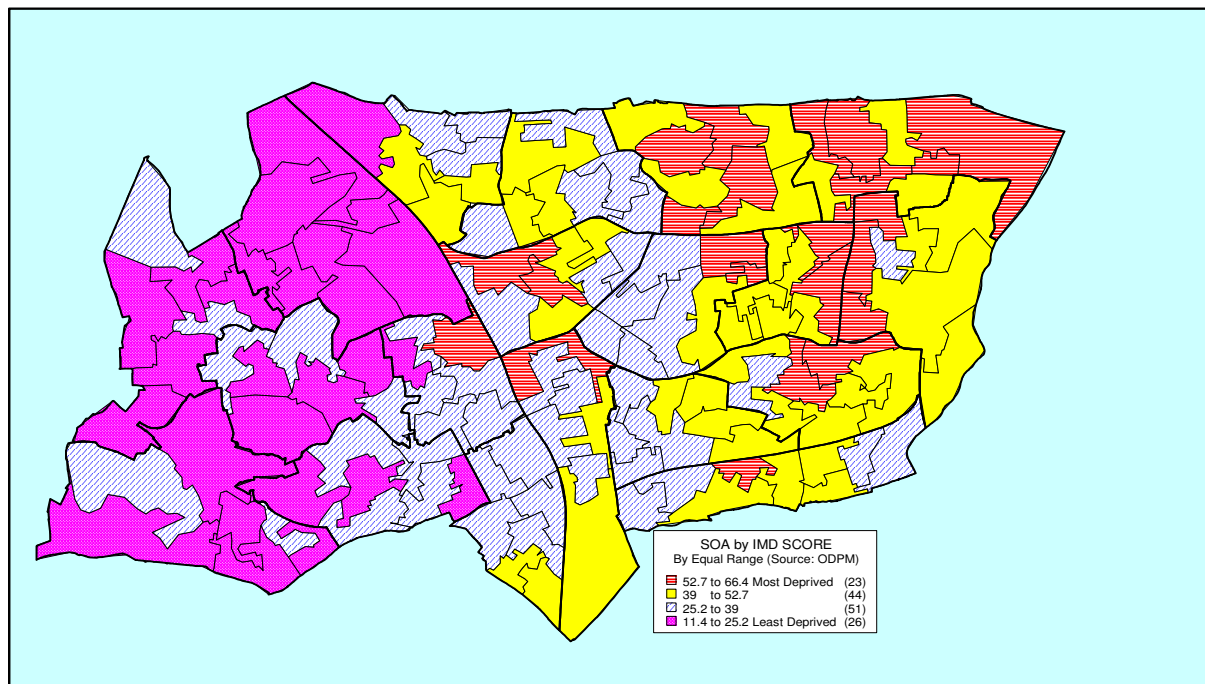 SOA by IMD SCORE
By Equal Range (Source: ODPM)
52.7 to 66.4 Most Deprived (23)
39 to 52.7 (44)
25.2 to 39 (51)
11.4 to 25.2 Least Deprived (26)